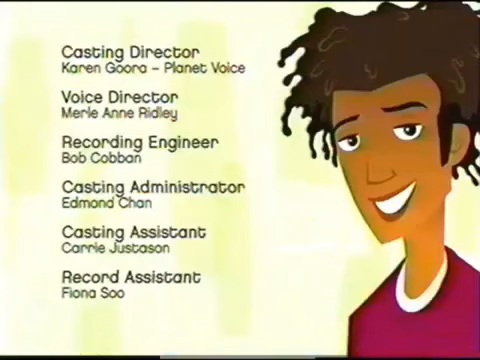 Casting Director
Karen Goora – Planet Voice
Voice Director
Merle Anne Ridley
Recording Engineer
Bob Cobban
Casting Administrator
Edmond Chan
Casting Assistant
Carrie Justason
Record Assistant
Fiona Soo